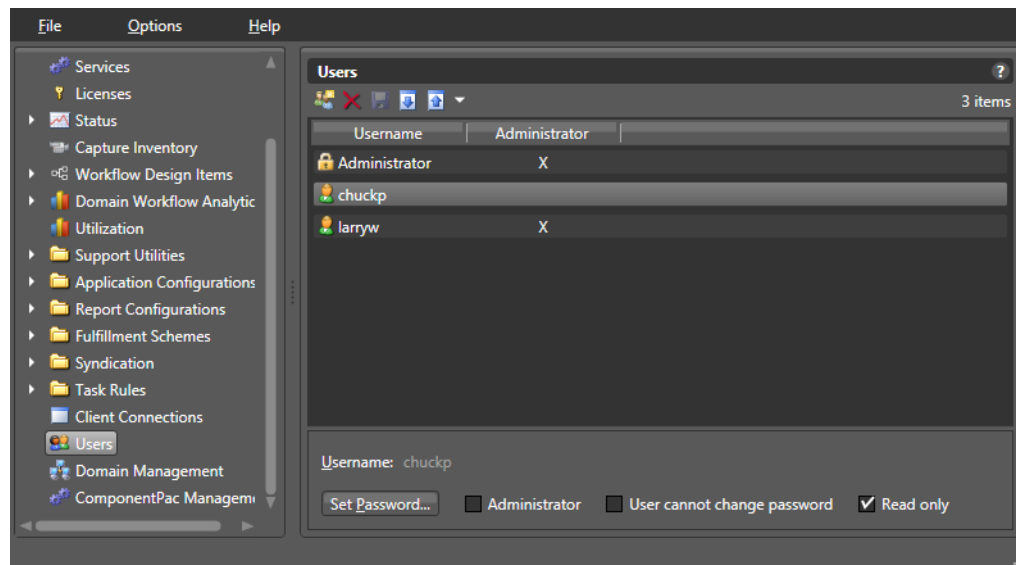 File Options Help
Services
Licenses
Status
Capture Inventory
Workflow Design Items
Domain Workflow Analytic
Utilization
Support Utilities
Application Configurations
Report Configurations
Fulfillment Schemes
Syndication
Task Rules
Client Connections
Users
Domain Management
ComponentPac Managem
Users ?
3 items
Username Administrator
Administrator X
chuckp
larryw X
Username: chuckp
Set Password... Administrator User cannot change password Read only